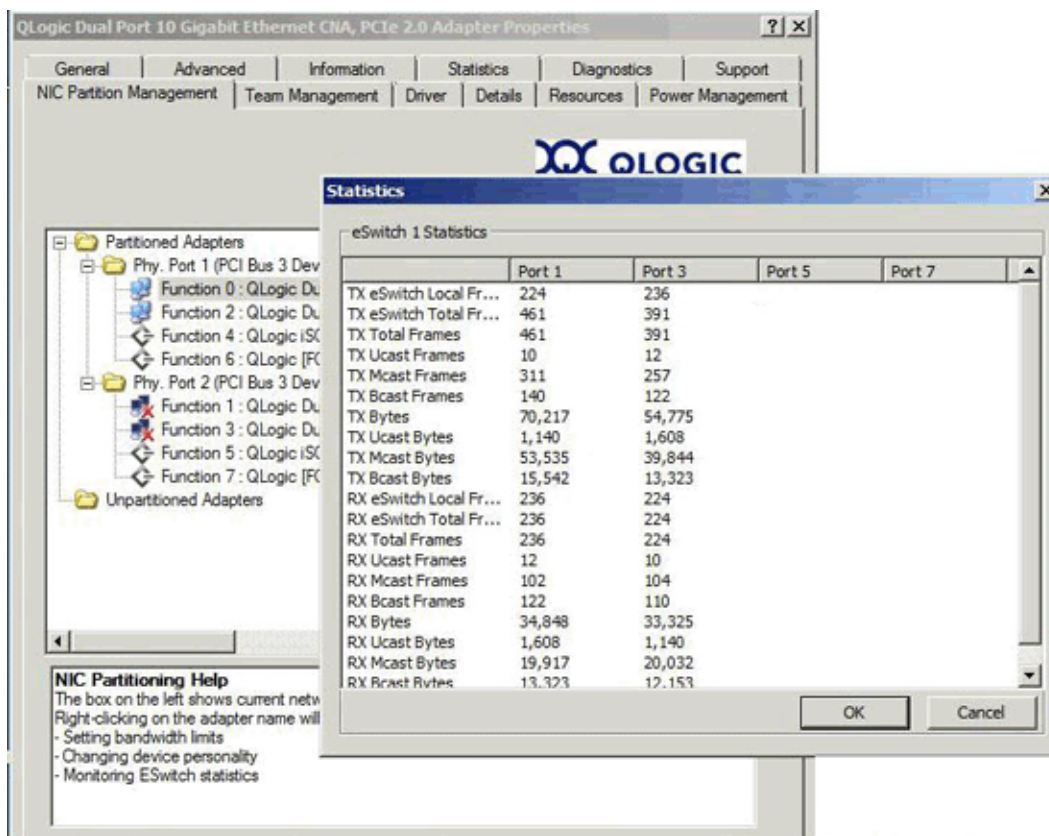 QLogic Dual Port 10 Gigabit Ethernet CNA, PCIe 2.0 Adapter Properties
General Advanced Information Statistics Diagnostics Support
NIC Partition Management Team Management Driver Details Resources Power Management
QLOGIC
Partitioned Adapters
Phy. Port 1 (PCI Bus 3 Dev
Function 0 : QLogic Du
Function 2 : QLogic Du
Function 4 : QLogic iSC
Function 6 : QLogic [FC
Phy. Port 2 (PCI Bus 3 Dev
Function 1 : QLogic Du
Function 3 : QLogic Du
Function 5 : QLogic iSC
Function 7 : QLogic [FC
Unpartitioned Adapters
Statistics
eSwitch 1 Statistics
Port 1 Port 3 Port 5 Port 7
TX eSwitch Local Fr... 224 236
TX eSwitch Total Fr... 461 391
TX Total Frames 461 391
TX Ucast Frames 10 12
TX Mcast Frames 311 257
TX Bcast Frames 140 122
TX Bytes 70,217 54,775
TX Ucast Bytes 1,140 1,608
TX Mcast Bytes 53,535 39,844
TX Bcast Bytes 15,542 13,323
RX eSwitch Local Fr... 236 224
RX eSwitch Total Fr... 236 224
RX Total Frames 236 224
RX Ucast Frames 12 10
RX Mcast Frames 102 104
RX Bcast Frames 122 110
RX Bytes 34,848 33,325
RX Ucast Bytes 1,608 1,140
RX Mcast Bytes 19,917 20,032
RX Bcast Bytes 13,323 12,153
OK Cancel
NIC Partitioning Help
The box on the left shows current netw
Right-clicking on the adapter name will
- Setting bandwidth limits
- Changing device personality
- Monitoring ESwitch statistics